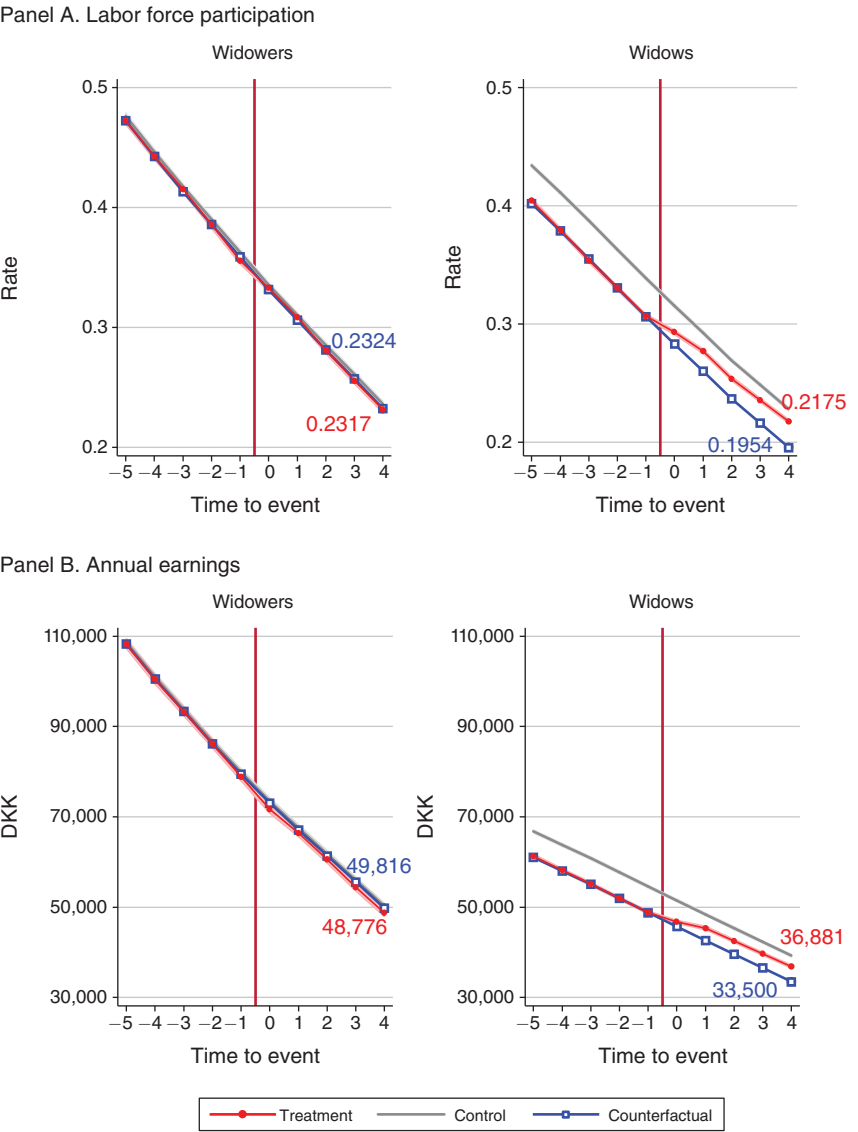 Panel A. Labor force participation
Widowers
Widows
0.5
0.4
0.3
0.2
Rate
0.2324
0.2317
−5 −4 −3 −2 −1 0 1 2 3 4
Time to event
0.5
0.4
0.3
0.2
Rate
0.2175
0.1954
−5 −4 −3 −2 −1 0 1 2 3 4
Time to event
Panel B. Annual earnings
Widowers
Widows
110,000
90,000
70,000
50,000
30,000
DKK
49,816
48,776
−5 −4 −3 −2 −1 0 1 2 3 4
Time to event
110,000
90,000
70,000
50,000
30,000
DKK
36,881
33,500
−5 −4 −3 −2 −1 0 1 2 3 4
Time to event
Treatment Control Counterfactual